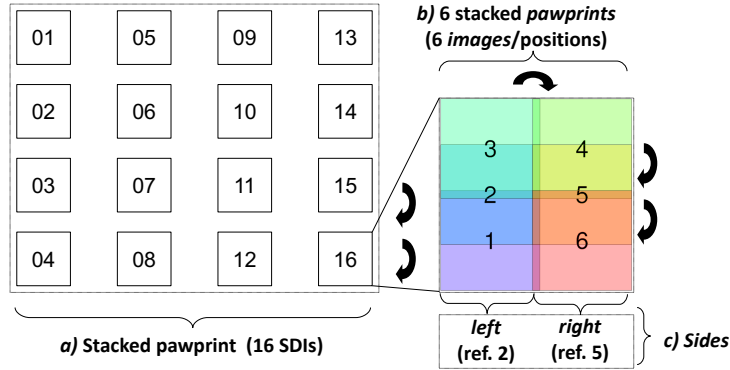 01 05 09 13
02 06 10 14
03 07 11 15
04 08 12 16
a) Stacked pawprint (16 SDIs)
b) 6 stacked pawprints
(6 images/positions)
3 4
2 5
1 6
left right
(ref. 2) (ref. 5)
c) Sides